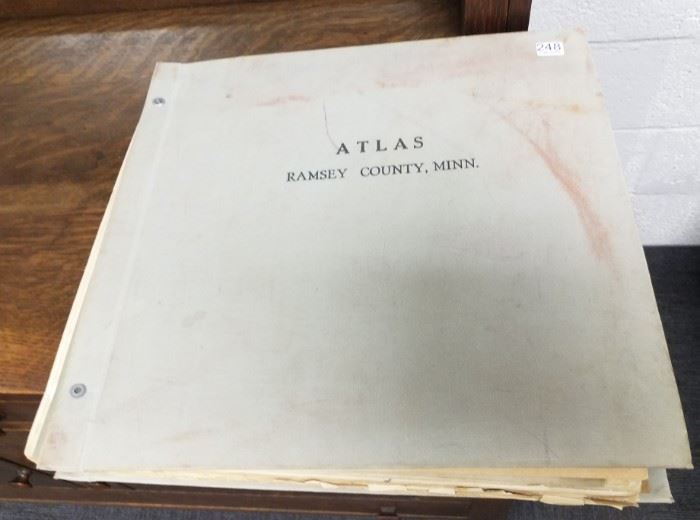 248
ATLAS
RAMSEY COUNTY, MINN.